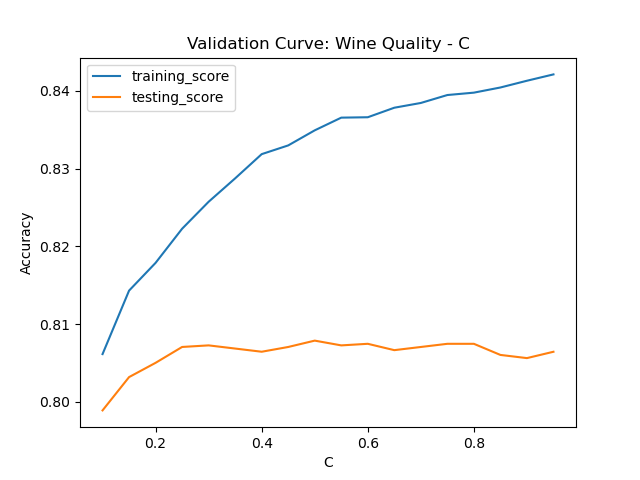 Validation Curve: Wine Quality - C
training_score
testing_score
Accuracy
0.84
0.83
0.82
0.81
0.80
0.2 0.4 0.6 0.8
C